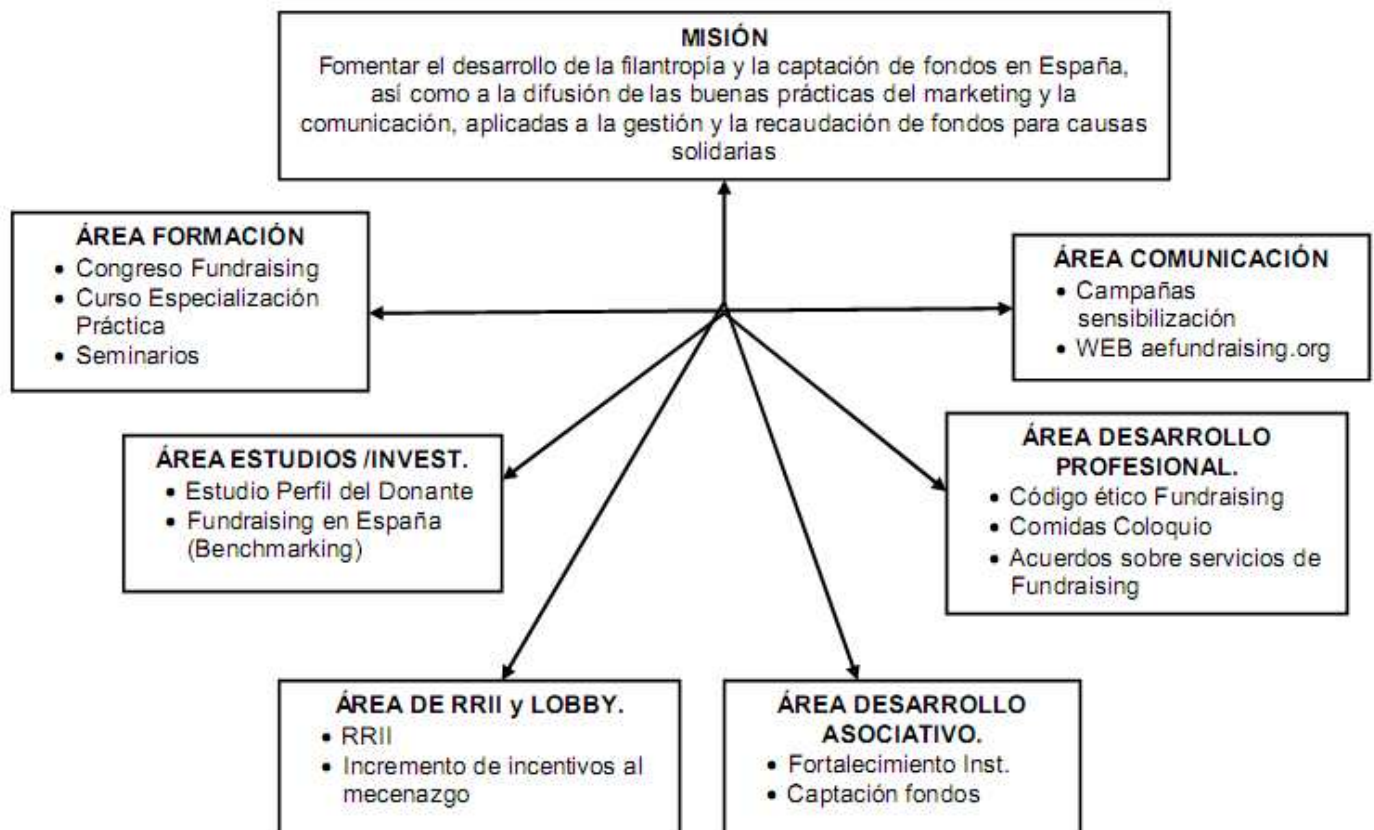 MISIÓN
Fomentar el desarrollo de la filantropía y la captación de fondos en España,
así como a la difusión de las buenas prácticas del marketing y la
comunicación, aplicadas a la gestión y la recaudación de fondos para causas
solidarias
ÁREA FORMACIÓN
• Congreso Fundraising
• Curso Especialización
Práctica
• Seminarios
ÁREA COMUNICACIÓN
• Campañas
sensibilización
• WEB aefundraising.org
ÁREA ESTUDIOS /INVEST.
• Estudio Perfil del Donante
• Fundraising en España
(Benchmarking)
ÁREA DESARROLLO
PROFESIONAL.
• Código ético Fundraising
• Comidas Coloquio
• Acuerdos sobre servicios de
Fundraising
ÁREA DE RRII y LOBBY.
• RRII
• Incremento de incentivos al
mecenazgo
ÁREA DESARROLLO
ASOCIATIVO.
• Fortalecimiento Inst.
• Captación fondos